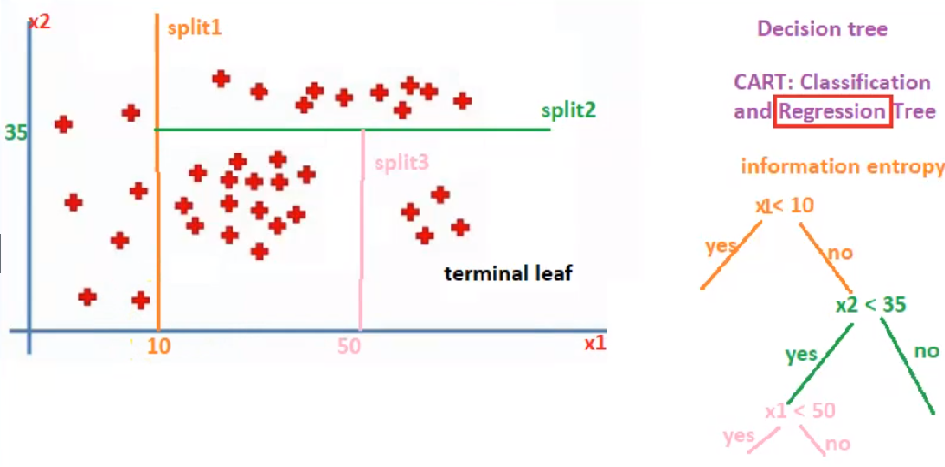 x2
split1
split2
35
split3
terminal leaf
10
50
x1
Decision tree
CART: Classification
and Regression Tree
information entropy
x1< 10
yes
no
x2 < 35
yes
no
x1 < 50
yes
no